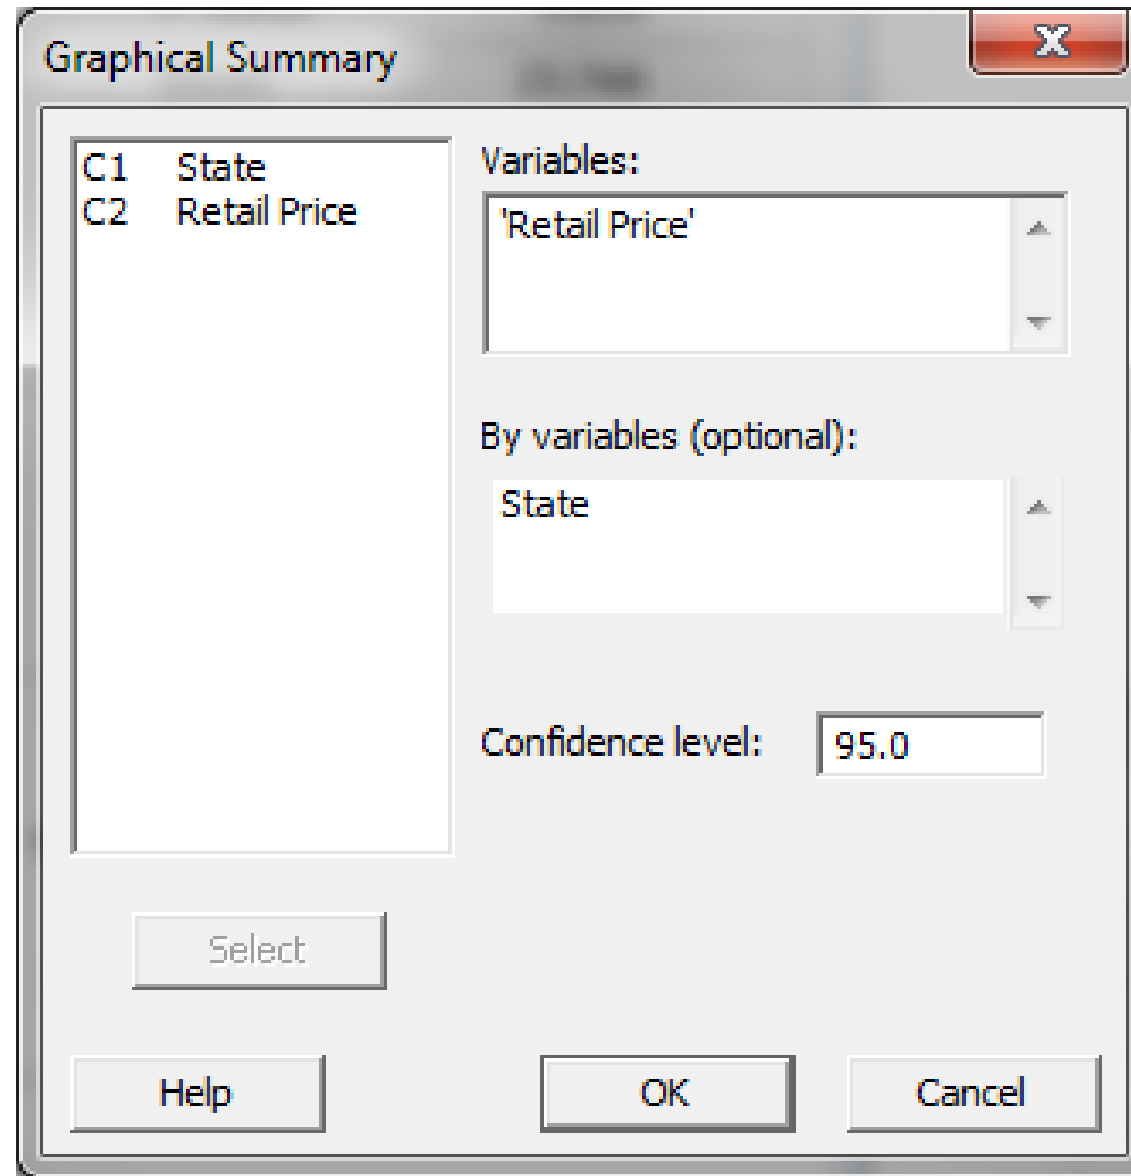 Graphical Summary
C1 State
C2 Retail Price
Variables:
'Retail Price'
By variables (optional):
State
Confidence level: 95.0
Select
Help OK Cancel